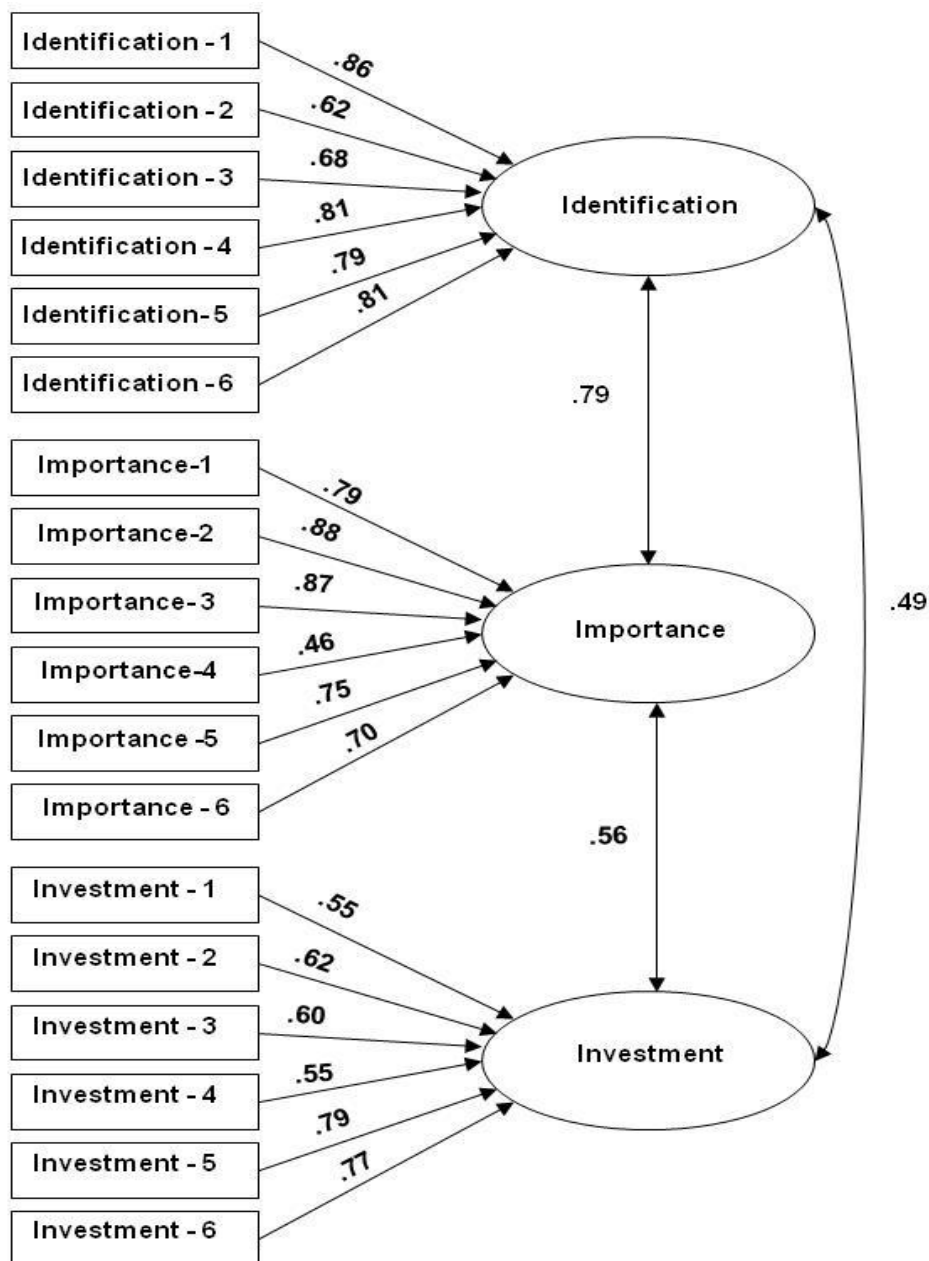 Identification - 1
.86
Identification - 2
.62
Identification - 3
.68
Identification - 4
.81
Identification- 5
.79
Identification - 6
.81
Identification
.79
Importance-1
.79
Importance-2
.88
Importance- 3
.87
Importance-4
.46
Importance -5
.75
Importance - 6
.70
Importance
.49
.56
Investment - 1
.55
Investment - 2
.62
Investment - 3
.60
Investment - 4
.55
Investment - 5
.79
Investment - 6
.77
Investment